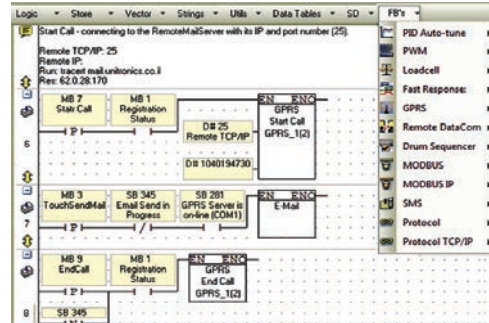 Logic Store Vector Strings Utils Data Tables SD FB's
Start Call - connecting to the RemoteMailServer with its IP and port number (25).
Remote TCP/IP: 25
Remote IP:
Run: tracert mail.unitronics.co.il
Res: 62.0.28.170
MB 7
Start Call
MB 1
Registration
Status
P
D# 25
Remote TCP/IP
D# 1040194730
EN ENO
GPRS
Start Call
GPRS_1(2)
6
MB 3
TouchSendMail
SB 345
Email Send in
Progress
SB 281
GPRS Server is
on-line (COM1)
P
/
EN ENO
E-Mail
7
MB 9
EndCall
MB 1
Registration
Status
P
EN ENO
GPRS
End Call
GPRS_1(2)
8
SB 345
N
PID Auto-tune
PWM
Loadcell
Fast Response:
GPRS
Remote DataCom
Drum Sequencer
MODBUS
MODBUS IP
SMS
Protocol
Protocol TCP/IP